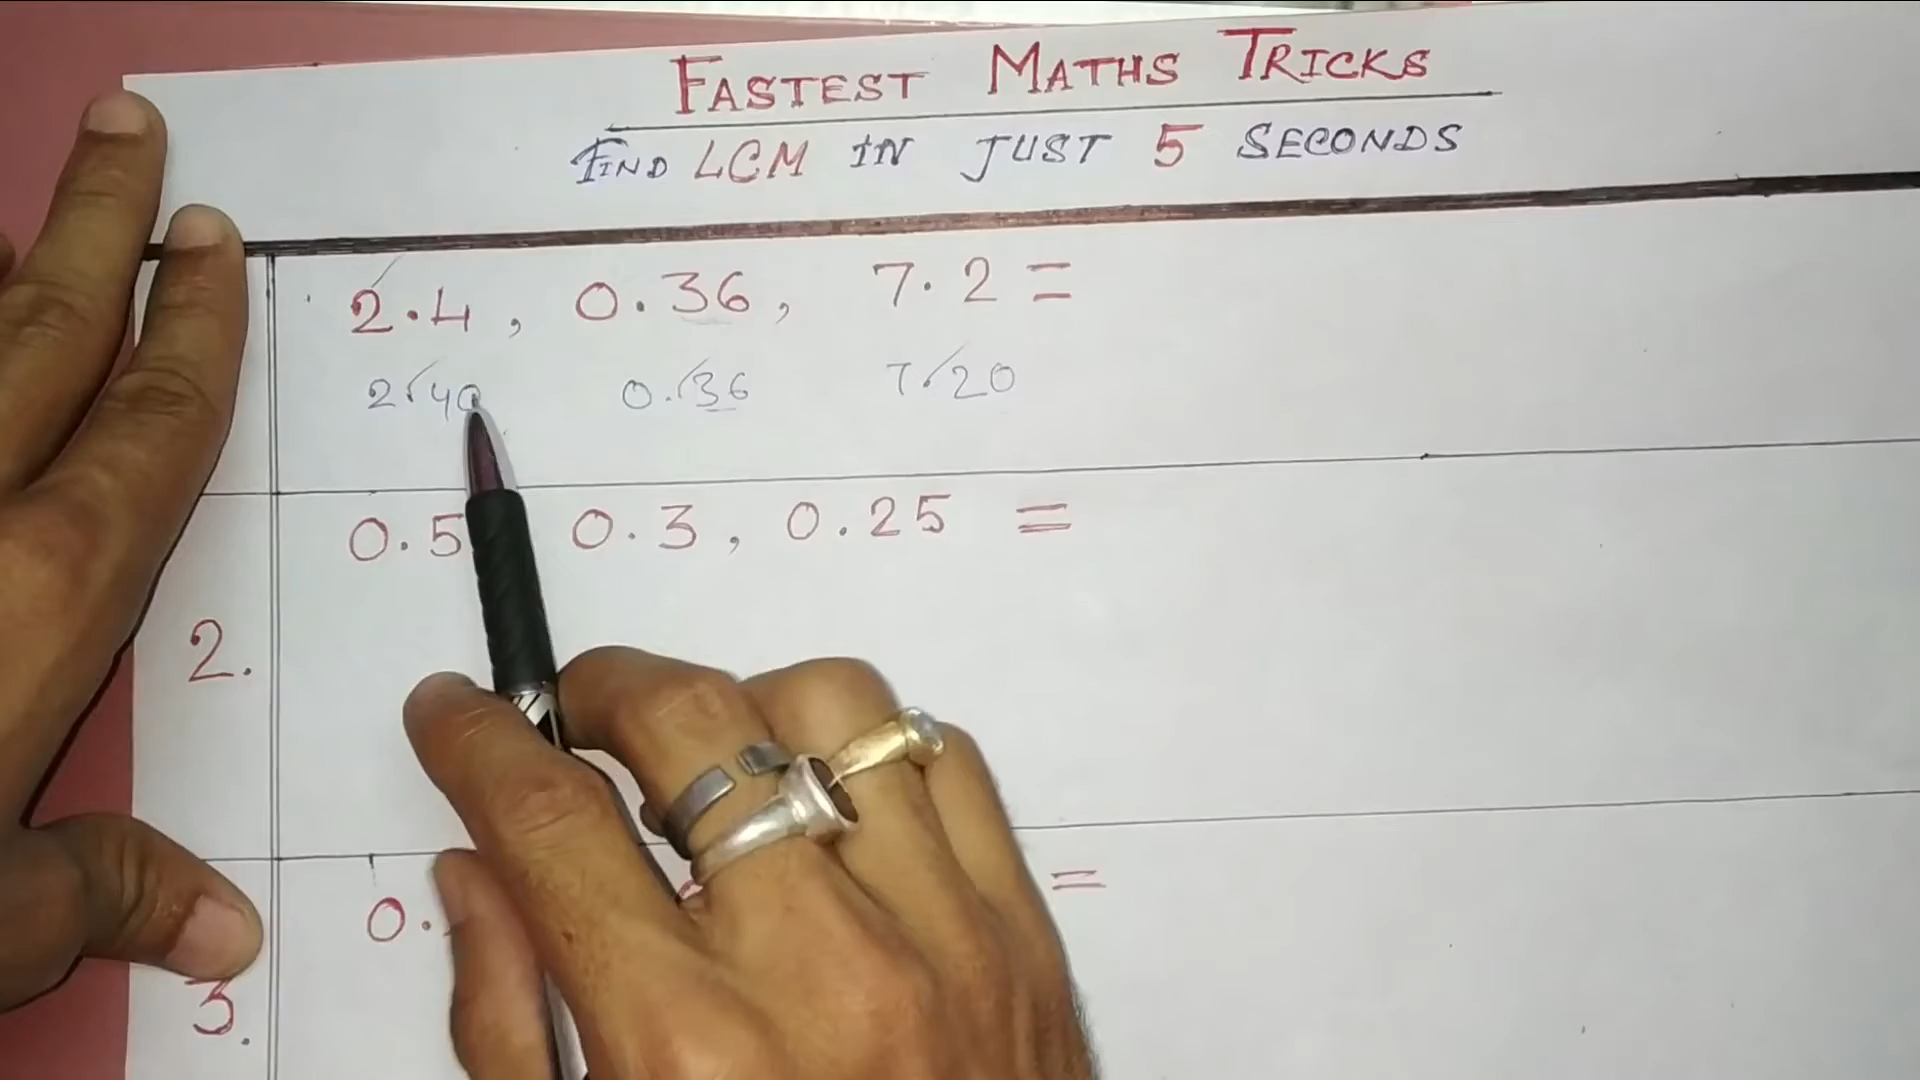 FASTEST MATHS TRICKS
FIND LCM IN JUST 5 SECONDS
2.4 , 0.36 , 7.2 =
2.40 0.36 7.20
0.5 0.3 , 0.25 =
2.
0. =
3.